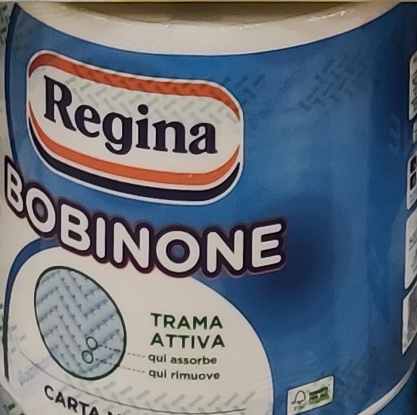 Regina
BOBINONE
TRAMA
ATTIVA
qui assorbe
qui rimuove
CARTA